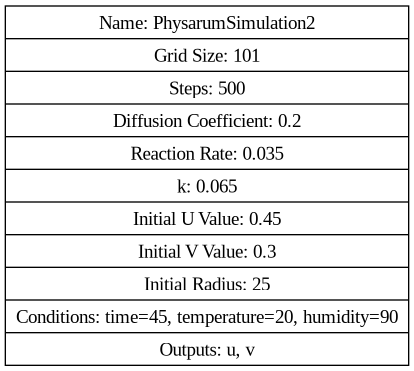 Name: PhysarumSimulation2
Grid Size: 101
Steps: 500
Diffusion Coefficient: 0.2
Reaction Rate: 0.035
k: 0.065
Initial U Value: 0.45
Initial V Value: 0.3
Initial Radius: 25
Conditions: time=45, temperature=20, humidity=90
Outputs: u, v